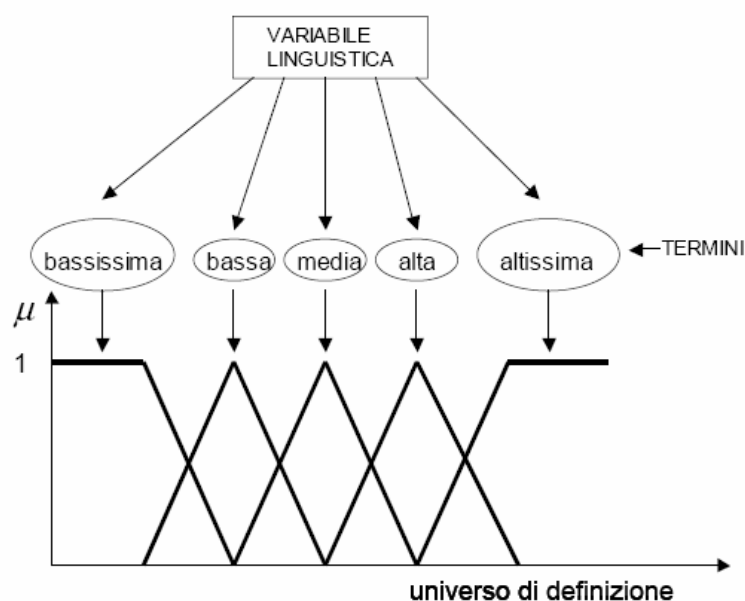 VARIABILE
LINGUISTICA
bassissima
bassa
media
alta
altissima
TERMINI
μ
1
universo di definizione